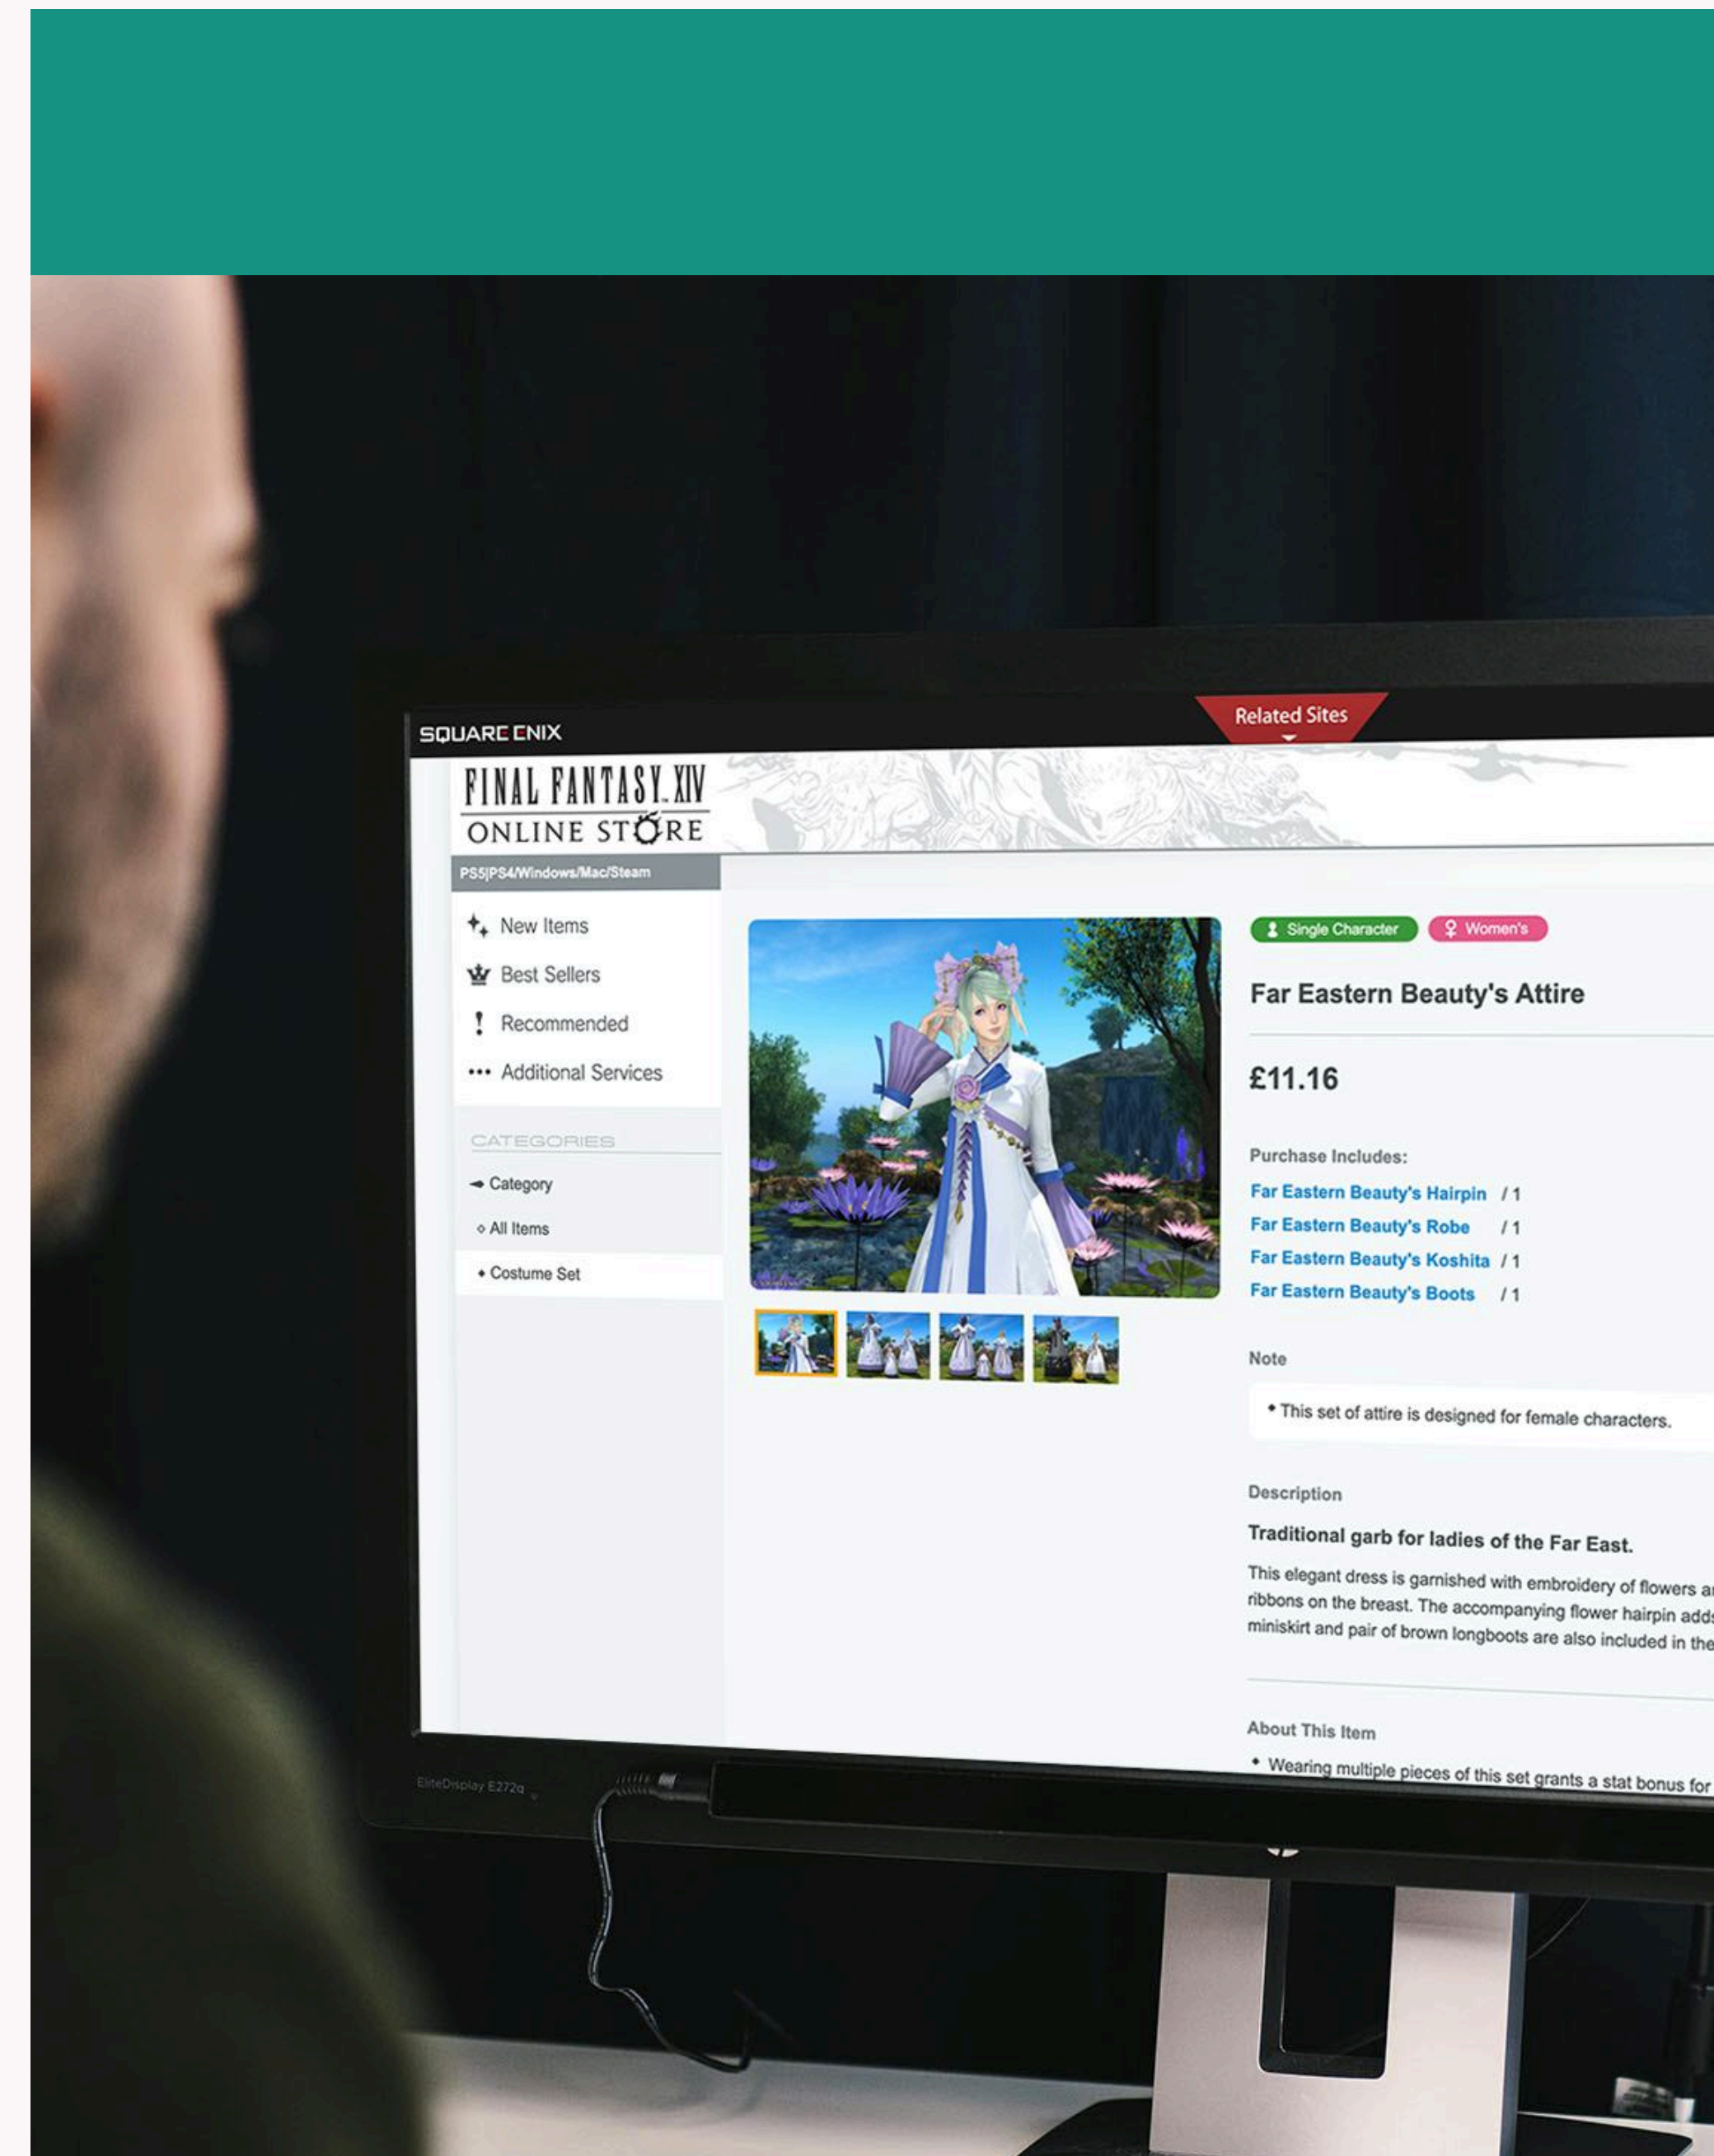 SQUARE ENIX
Related Sites
FINAL FANTASY XIV
ONLINE STORE
PS5|PS4/Windows/Mac/Steam
New Items
Best Sellers
Recommended
Additional Services
CATEGORIES
Category
All Items
Costume Set
Single Character
Women's
Far Eastern Beauty's Attire
£11.16
Purchase Includes:
Far Eastern Beauty's Hairpin / 1
Far Eastern Beauty's Robe / 1
Far Eastern Beauty's Koshita / 1
Far Eastern Beauty's Boots / 1
Note
This set of attire is designed for female characters.
Description
Traditional garb for ladies of the Far East.
This elegant dress is garnished with embroidery of flowers
ribbons on the breast. The accompanying flower hairpin adds
miniskirt and pair of brown longboots are also included in the
About This Item
Wearing multiple pieces of this set grants a stat bonus for
EliteDisplay E272q